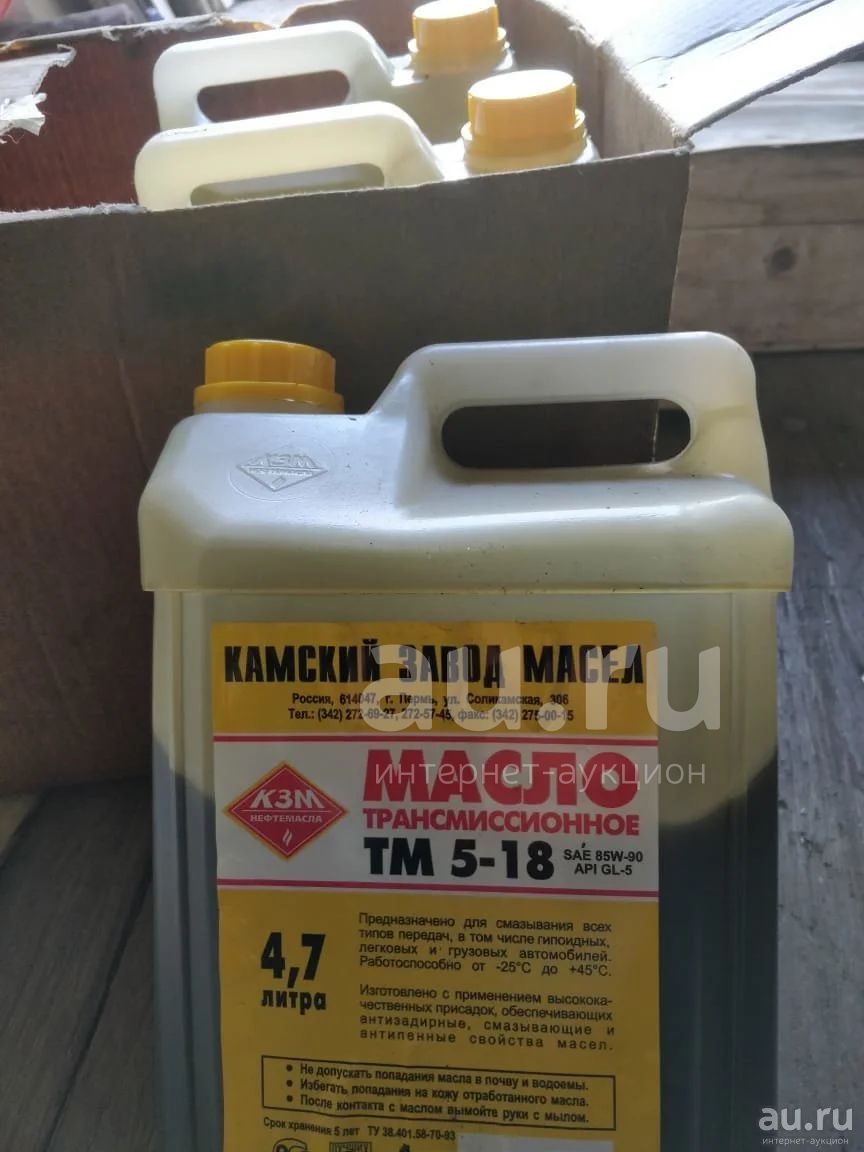 КЗМ
КАМСКИЙ ЗАВОД МАСЕЛ
Россия, 614047, г. Пермь, ул. Соликамская, 306
Тел.: (342) 272-69-27, 272-57-45, факс: (342) 275-00-15
au.ru
интернет-аукцион
КЗМ
НЕФТЕМАСЛА
МАСЛО
ТРАНСМИССИОННОЕ
ТМ 5-18
SAE 85W-90
API GL-5
4,7
литра
Предназначено для смазывания всех
типов передач, в том числе гипоидных,
легковых и грузовых автомобилей.
Работоспособно от -25°С до +45°С.
Изготовлено с применением высокока-
чественных присадок, обеспечивающих
антизадирные, смазывающие и
антипенные свойства масел.
• Не допускать попадания масла в почву и водоемы.
• Избегать попадания на кожу отработанного масла.
• После контакта с маслом вымойте руки с мылом.
Срок хранения 5 лет ТУ 38.401.58-70-93
au.ru
интернет-аукцион